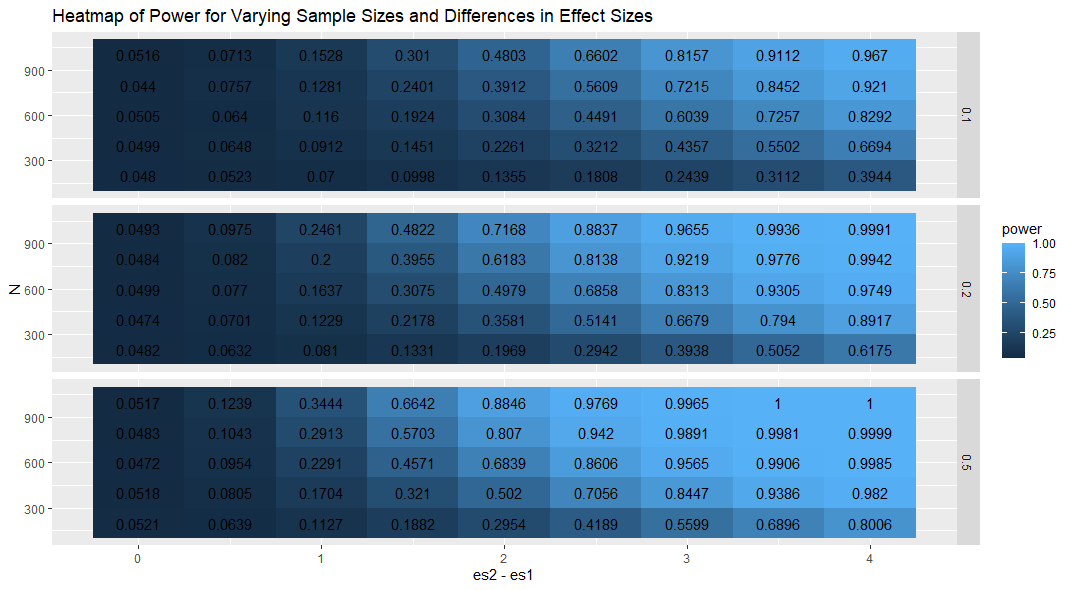 Heatmap of Power for Varying Sample Sizes and Differences in Effect Sizes
0.0516 0.0713 0.1528 0.301 0.4803 0.6602 0.8157 0.9112 0.967
900
0.044 0.0757 0.1281 0.2401 0.3912 0.5609 0.7215 0.8452 0.921
600 0.0505 0.064 0.116 0.1924 0.3084 0.4491 0.6039 0.7257 0.8292 0.1
0.0499 0.0648 0.0912 0.1451 0.2261 0.3212 0.4357 0.5502 0.6694
300
0.048 0.0523 0.07 0.0998 0.1355 0.1808 0.2439 0.3112 0.3944
0.0493 0.0975 0.2461 0.4822 0.7168 0.8837 0.9655 0.9936 0.9991
900
0.0484 0.082 0.2 0.3955 0.6183 0.8138 0.9219 0.9776 0.9942
N 600 0.0499 0.077 0.1637 0.3075 0.4979 0.6858 0.8313 0.9305 0.9749 0.2
0.0474 0.0701 0.1229 0.2178 0.3581 0.5141 0.6679 0.794 0.8917
300
0.0482 0.0632 0.081 0.1331 0.1969 0.2942 0.3938 0.5052 0.6175
0.0517 0.1239 0.3444 0.6642 0.8846 0.9769 0.9965 1 1
900
0.0483 0.1043 0.2913 0.5703 0.807 0.942 0.9891 0.9981 0.9999
600 0.0472 0.0954 0.2291 0.4571 0.6839 0.8606 0.9565 0.9906 0.9985 0.5
0.0518 0.0805 0.1704 0.321 0.502 0.7056 0.8447 0.9386 0.982
300
0.0521 0.0639 0.1127 0.1882 0.2954 0.4189 0.5599 0.6896 0.8006
0 1 2 3 4
es2 - es1
power
1.00
0.75
0.50
0.25